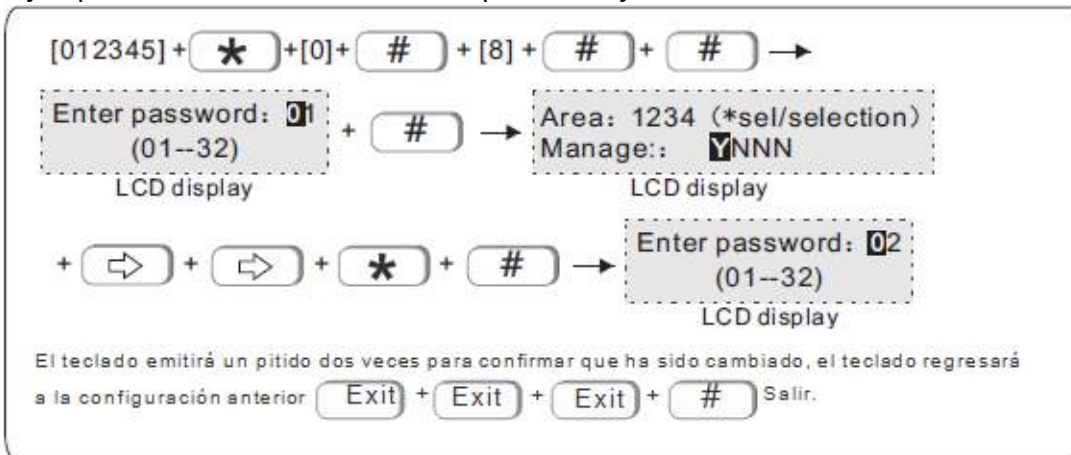 [012345] + * +[0]+ # + [8] + # + # →
Enter password: 01
(01--32)
LCD display
+ # →
Area: 1234 (*sel/selection)
Manage:: YNNN
LCD display
+ ⇨ + ⇨ + * + # →
Enter password: 02
(01--32)
LCD display
El teclado emitirá un pitido dos veces para confirmar que ha sido cambiado, el teclado regresará
a la configuración anterior Exit + Exit + Exit + # Salir.